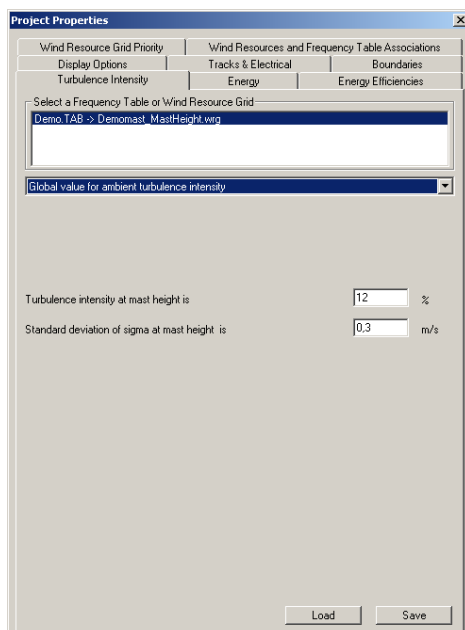 Project Properties
Wind Resource Grid Priority
Wind Resources and Frequency Table Associations
Display Options
Tracks & Electrical
Boundaries
Turbulence Intensity
Energy
Energy Efficiencies
Select a Frequency Table or Wind Resource Grid
Demo.TAB -> Demomast_MastHeight.wrg
Global value for ambient turbulence intensity
Turbulence intensity at mast height is 12 %
Standard deviation of sigma at mast height is 0,3 m/s
Load Save